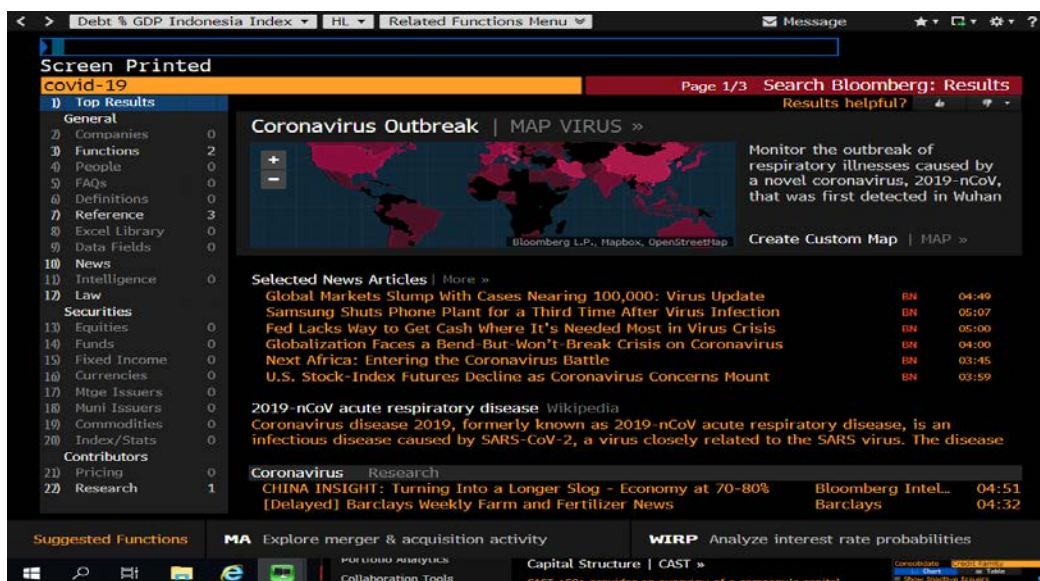 < > Debt % GDP Indonesia Index HL Related Functions Menu Message ?
Screen Printed
covid-19 Page 1/3 Search Bloomberg: Results
1) Top Results Results helpful?
General
2) Companies 0
3) Functions 2
4) People 0
5) FAQs 0
6) Definitions 0
7) Reference 3
8) Excel Library 0
9) Data Fields 0
10) News
11) Intelligence 0
12) Law
Securities
13) Equities 0
14) Funds 0
15) Fixed Income 0
16) Currencies 0
17) Mtge Issuers 0
18) Muni Issuers 0
19) Commodities 0
20) Index/Stats 0
Contributors
21) Pricing 0
22) Research 1
Coronavirus Outbreak | MAP VIRUS »
+
−
Bloomberg L.P., Mapbox, OpenStreetMap
Monitor the outbreak of
respiratory illnesses caused by
a novel coronavirus, 2019-nCoV,
that was first detected in Wuhan
Create Custom Map | MAP »
Selected News Articles | More »
Global Markets Slump With Cases Nearing 100,000: Virus Update BN 04:49
Samsung Shuts Phone Plant for a Third Time After Virus Infection BN 05:07
Fed Lacks Way to Get Cash Where It's Needed Most in Virus Crisis BN 05:00
Globalization Faces a Bend-But-Won't-Break Crisis on Coronavirus BN 04:00
Next Africa: Entering the Coronavirus Battle BN 03:45
U.S. Stock-Index Futures Decline as Coronavirus Concerns Mount BN 03:59
2019-nCoV acute respiratory disease Wikipedia
Coronavirus disease 2019, formerly known as 2019-nCoV acute respiratory disease, is an
infectious disease caused by SARS-CoV-2, a virus closely related to the SARS virus. The disease
Coronavirus Research
CHINA INSIGHT: Turning Into a Longer Slog - Economy at 70-80% Bloomberg Intel... 04:51
[Delayed] Barclays Weekly Farm and Fertilizer News Barclays 04:32
Suggested Functions MA Explore merger & acquisition activity WIRP Analyze interest rate probabilities
Portfolio Analytics
Collaboration Tools
Capital Structure | CAST »
Chart Table